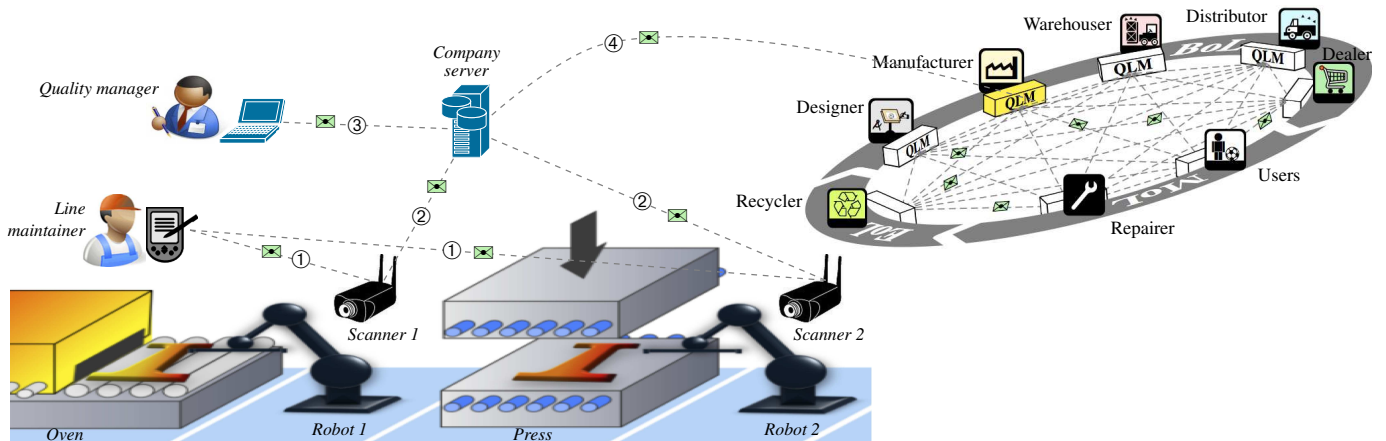 Warehouser
Distributor
④
Company
server
Manufacturer
BoL
Dealer
QLM
QLM
QLM
Quality manager
③
Designer
QLM
Users
MoL
②
②
Recycler
Line
maintainer
Repairer
EoL
①
①
Scanner 1
Scanner 2
Oven
Robot 1
Press
Robot 2